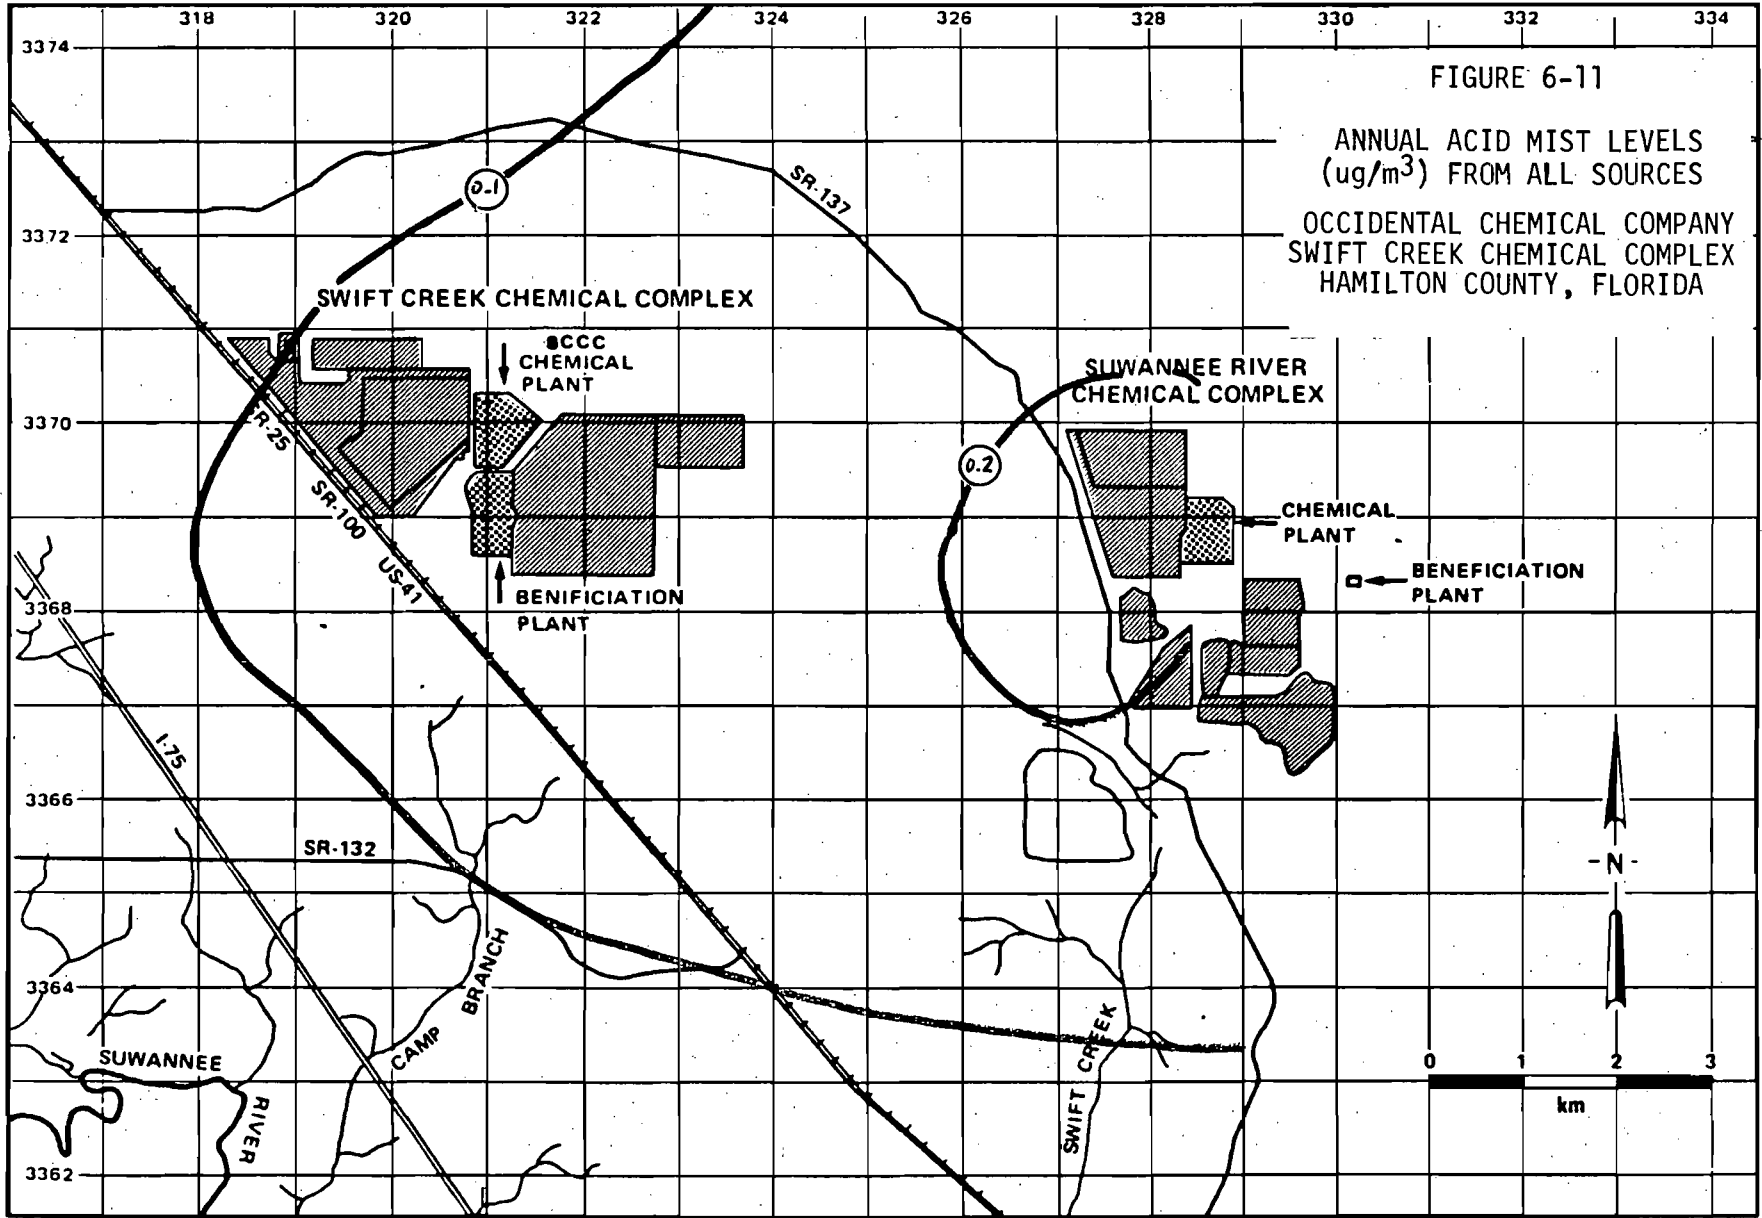 318 320 322 324 326 328 330 332 334
3374
3372
3370
3368
3366
3364
3362
FIGURE 6-11
ANNUAL ACID MIST LEVELS
(ug/m³) FROM ALL SOURCES
OCCIDENTAL CHEMICAL COMPANY
SWIFT CREEK CHEMICAL COMPLEX
HAMILTON COUNTY, FLORIDA
0.1
SR-137
SWIFT CREEK CHEMICAL COMPLEX
SCCC
CHEMICAL
PLANT
SUWANNEE RIVER
CHEMICAL COMPLEX
SR-25
0.2
SR-100
US-41
CHEMICAL
PLANT
BENEFICIATION
PLANT
BENIFICIATION
PLANT
I-75
SR-132
-N-
CAMP BRANCH
SWIFT CREEK
SUWANNEE
RIVER
0 1 2 3
km